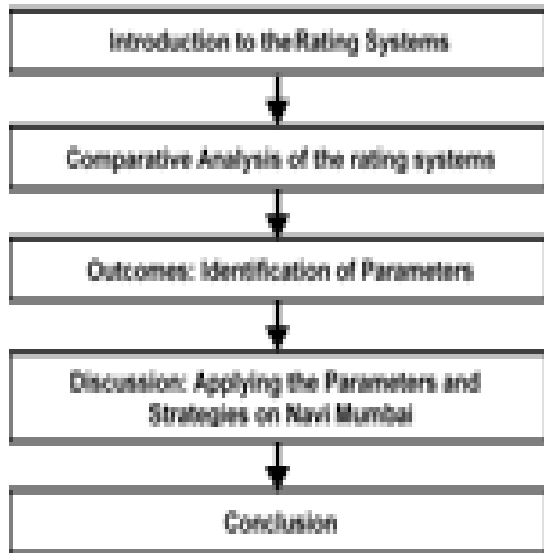 Introduction to the Rating Systems
Comparative Analysis of the rating systems
Outcomes: Identification of Parameters
Discussion: Applying the Parameters and
Strategies on Navi Mumbai
Conclusion